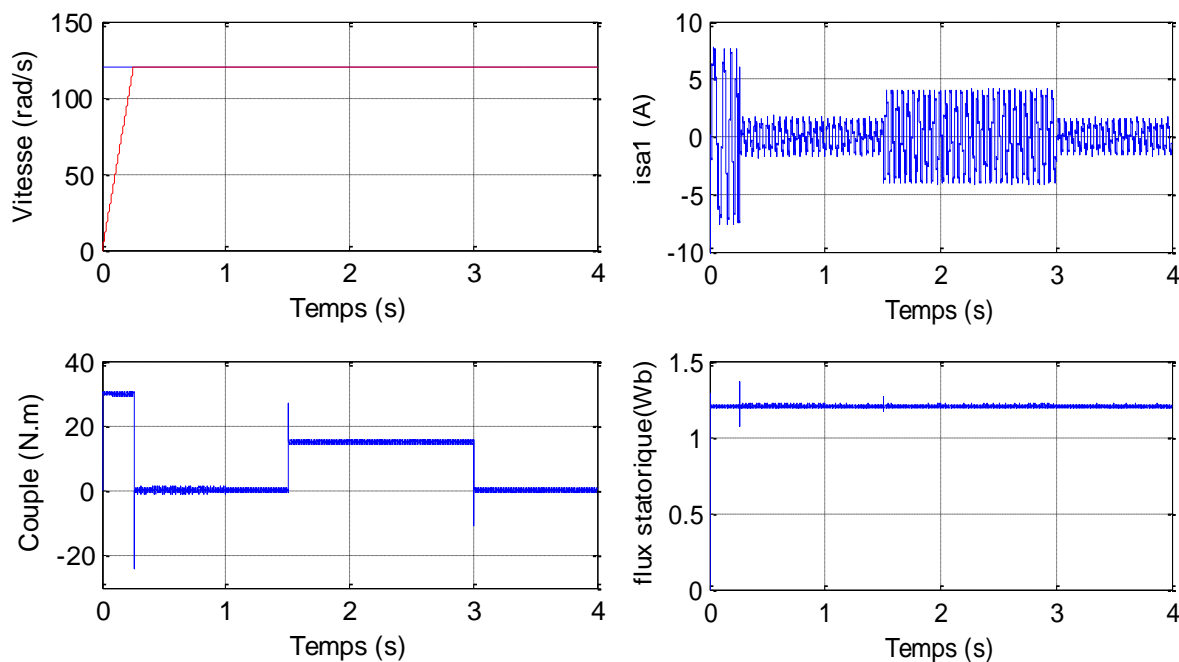 150
100
50
0
Vitesse (rad/s)
0 1 2 3 4
Temps (s)
10
5
0
-5
-10
isa1 (A)
0 1 2 3 4
Temps (s)
40
20
0
-20
Couple (N.m)
0 1 2 3 4
Temps (s)
1.5
1
0.5
0
flux statorique(Wb)
0 1 2 3 4
Temps (s)